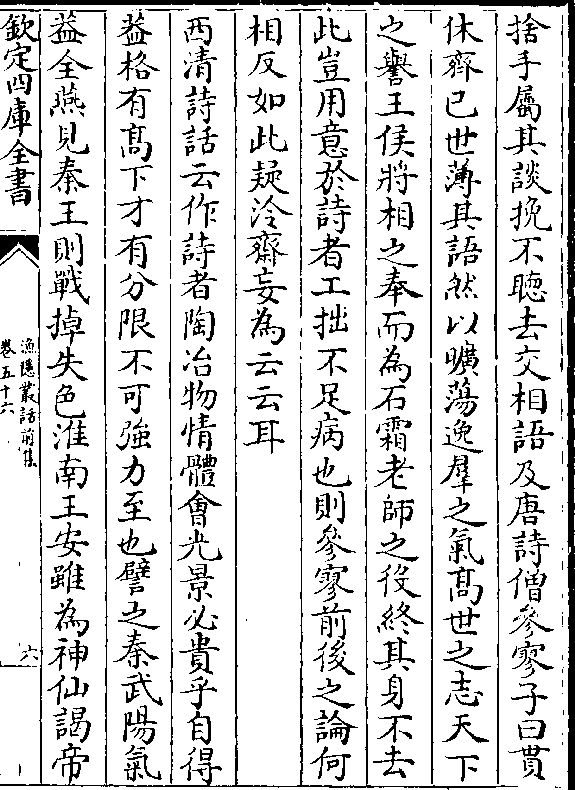 捨手屬其談挽不聴去交相語及唐詩僧參寥子曰貫
休齊已世薄其語然以曠蕩逸羣之氣髙世之志天下
之譽王侯將相之奉而為石霜老師之役終其身不去
此豈用意於詩者工拙不足病也則參寥前後之論何
相反如此疑泠齋妄為云云耳
西清詩話云作詩者陶冶物情體會光景必貴乎自得
葢格有髙下才有分限不可強力至也譬之秦武陽氣
葢全燕見秦王則戰掉失色淮南王安雖為神仙謁帝
欽定四庫全書
漁隠叢話前集
卷五十六
六